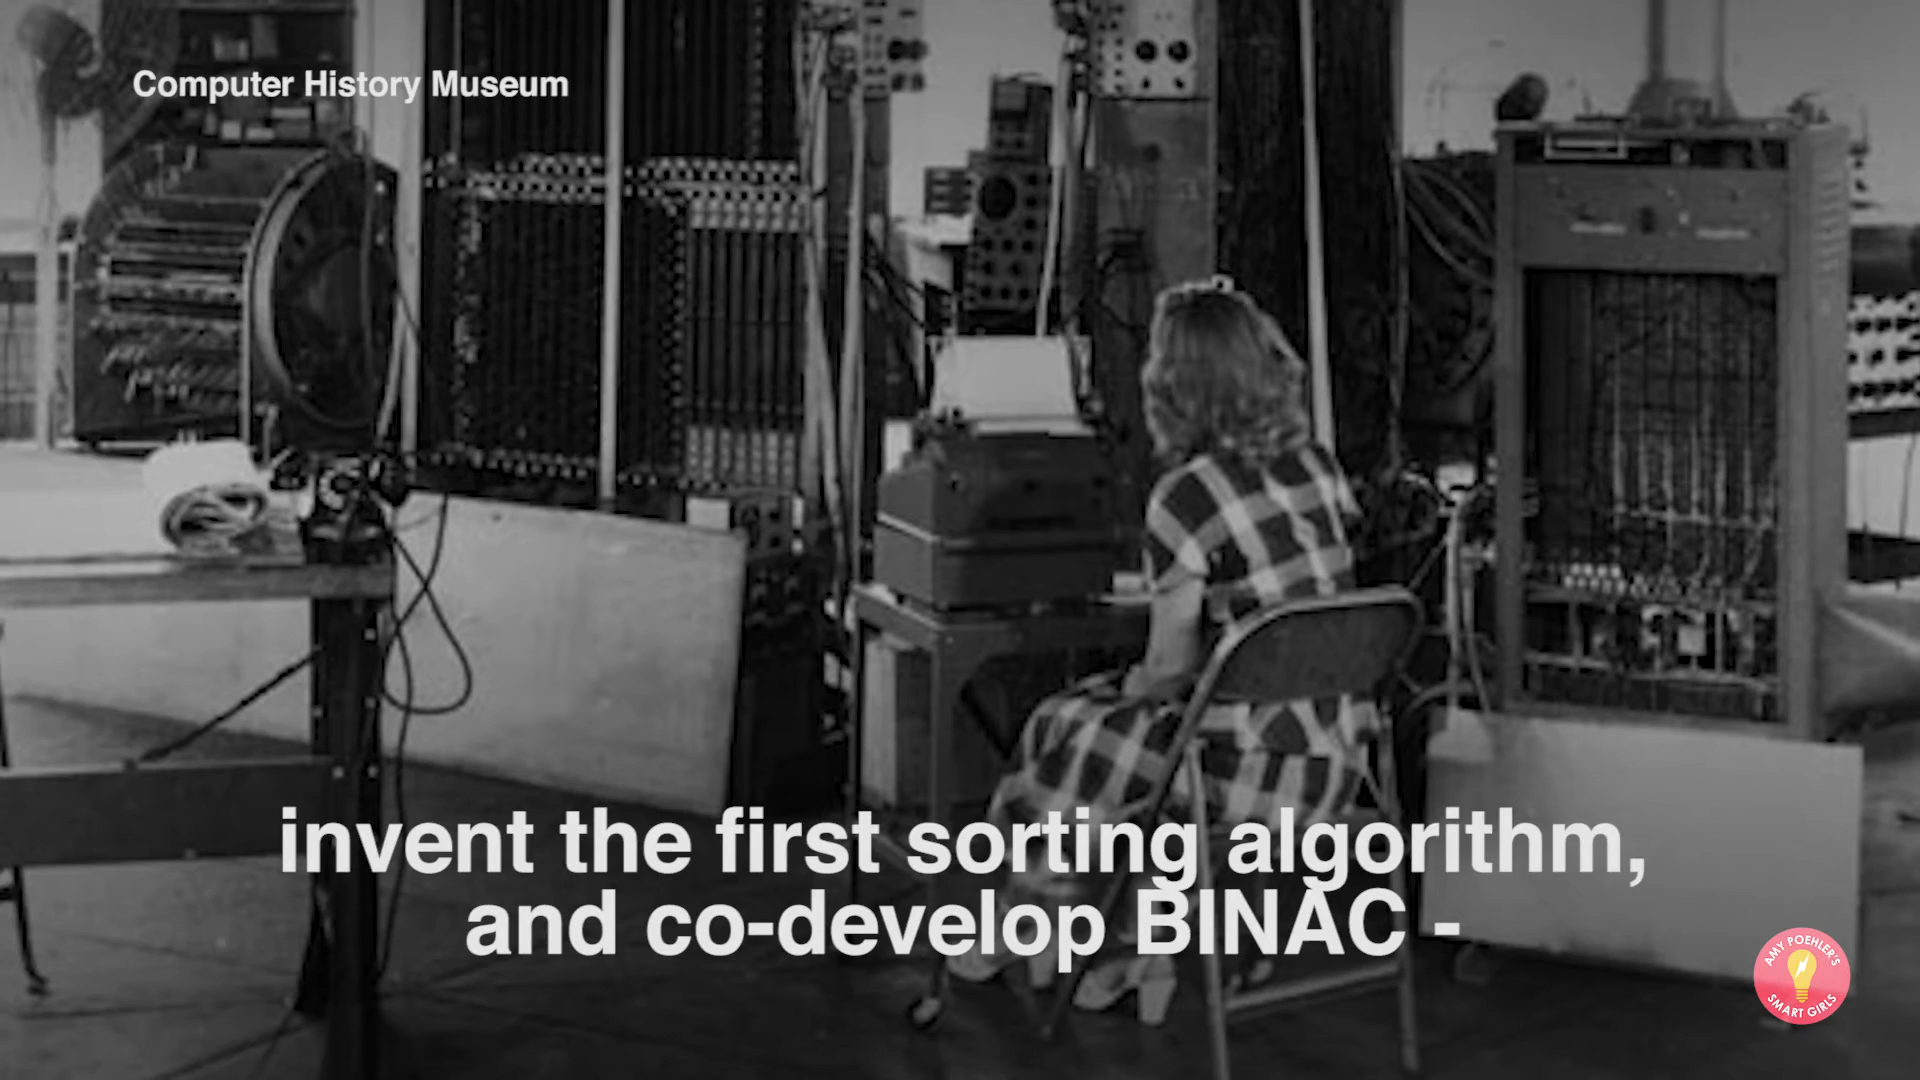 Computer History Museum
invent the first sorting algorithm,
and co-develop BINAC -
AMY POEHLER'S
SMART GIRLS